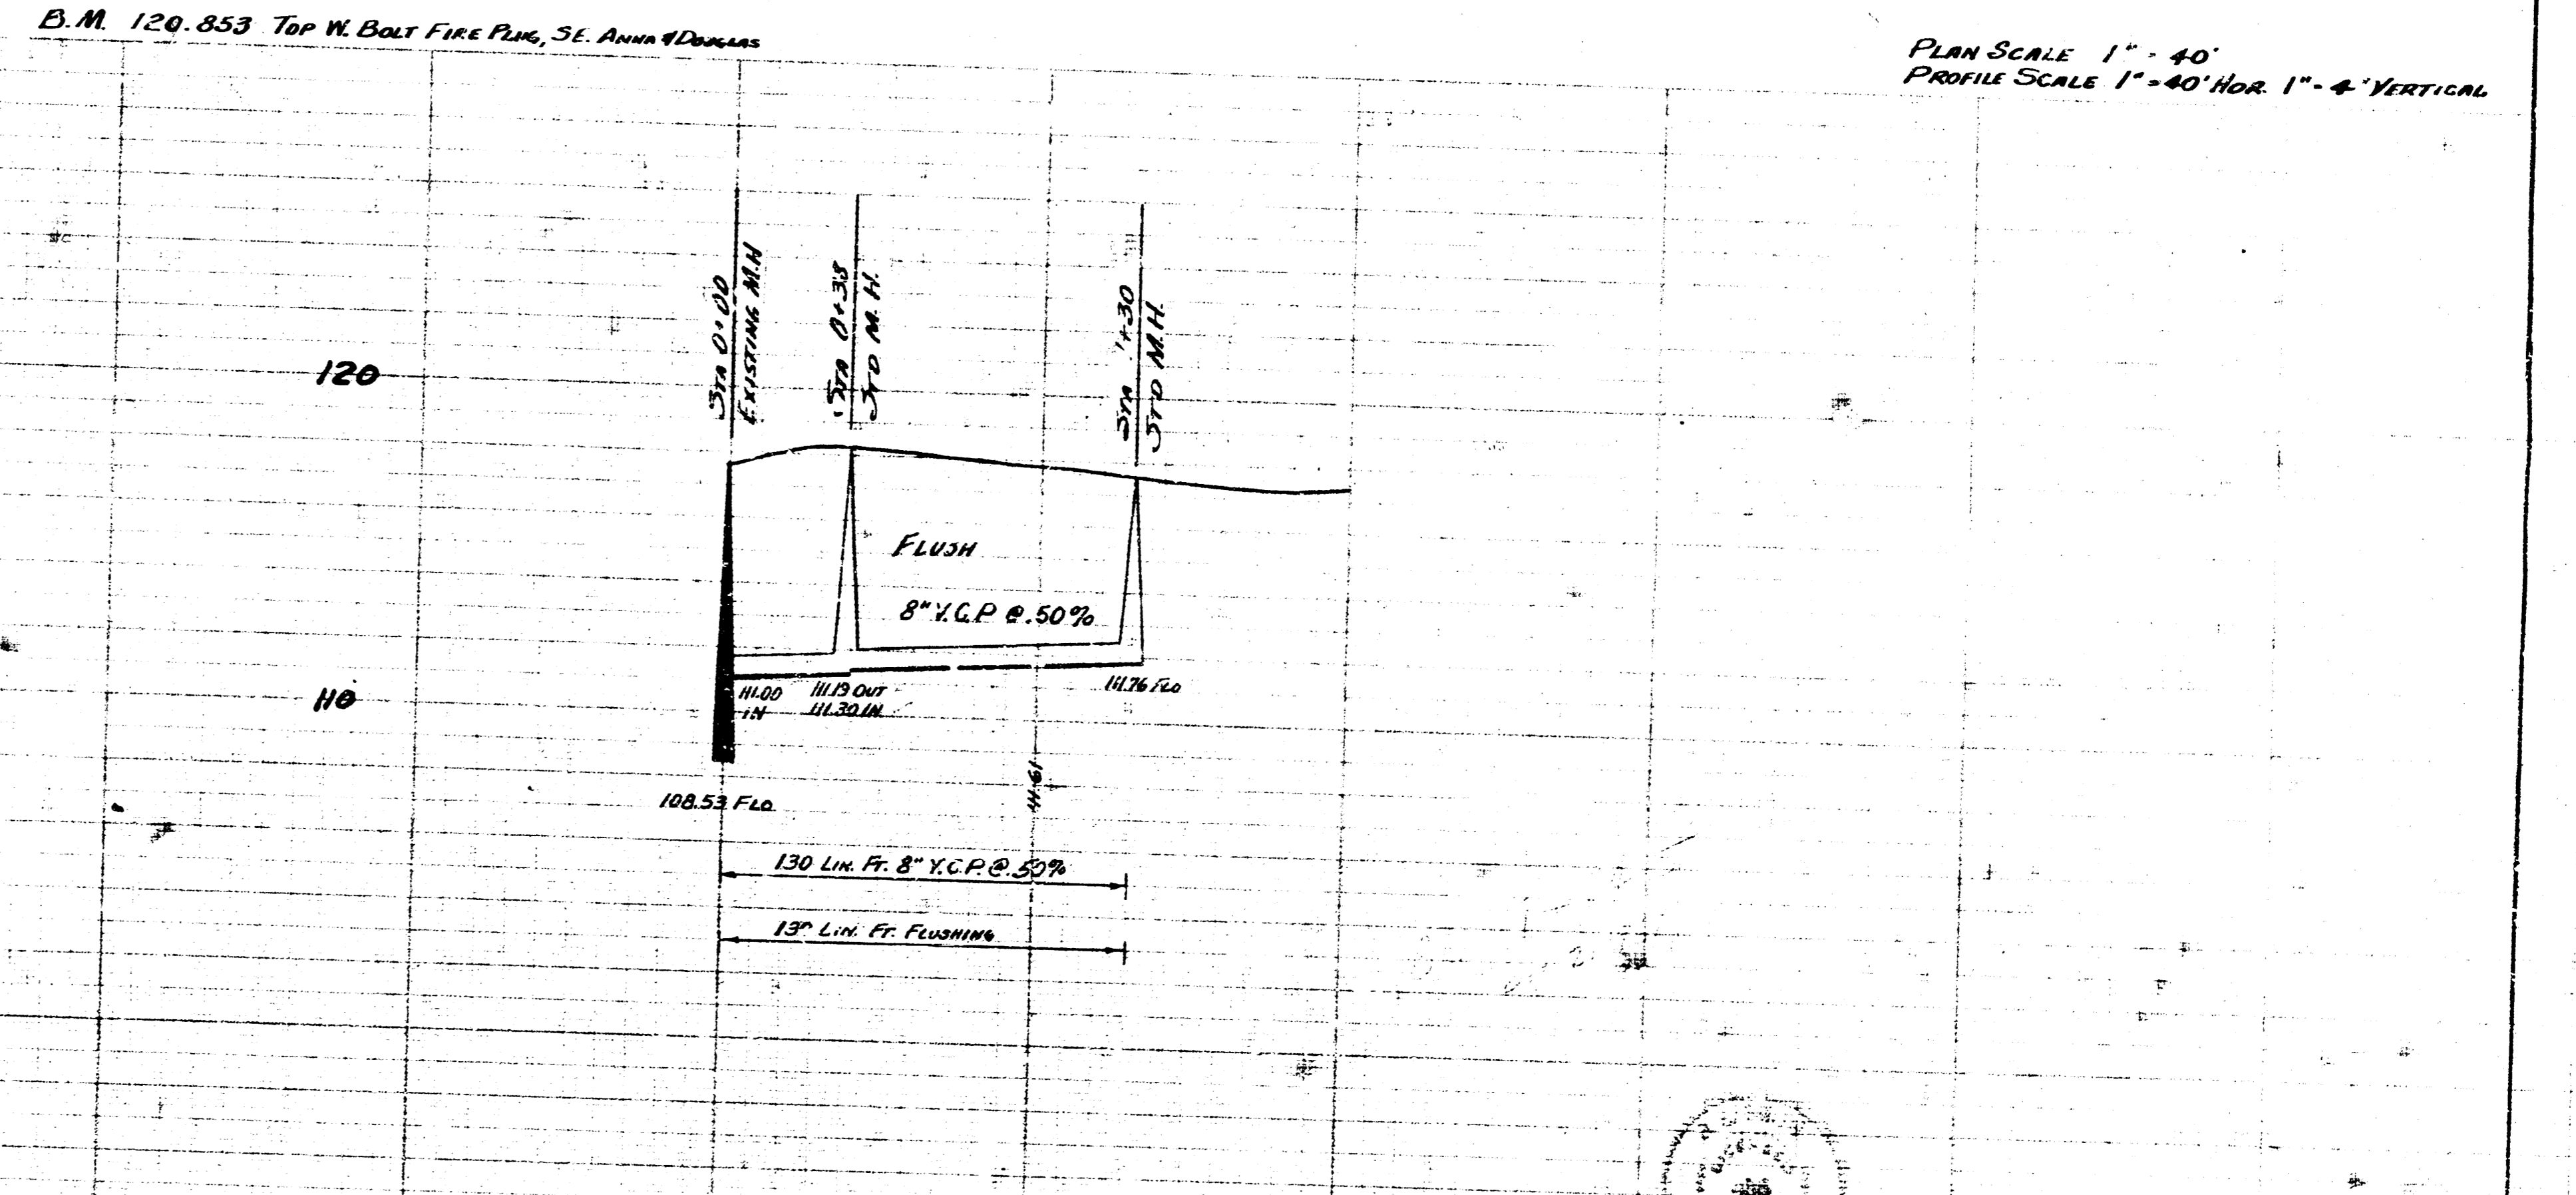 B.M. 120.853 TOP W. BOLT FIRE PLUG, S.E. ANNA & DOUGLAS
PLAN SCALE 1" = 40'
PROFILE SCALE 1" = 40' HOR. 1" = 4' VERTICAL
STA 0+00
EXISTING M.H.
STA 0+38
STD M.H.
STA 1+30
STD M.H.
120
FLUSH
8" V.C.P. @ .50%
110
111.00
IN
111.19 OUT
111.30 IN
111.76 FLO
108.53 FLO
130 LIN. FT. 8" V.C.P. @ .50%
LIN. FT. FLUSHING